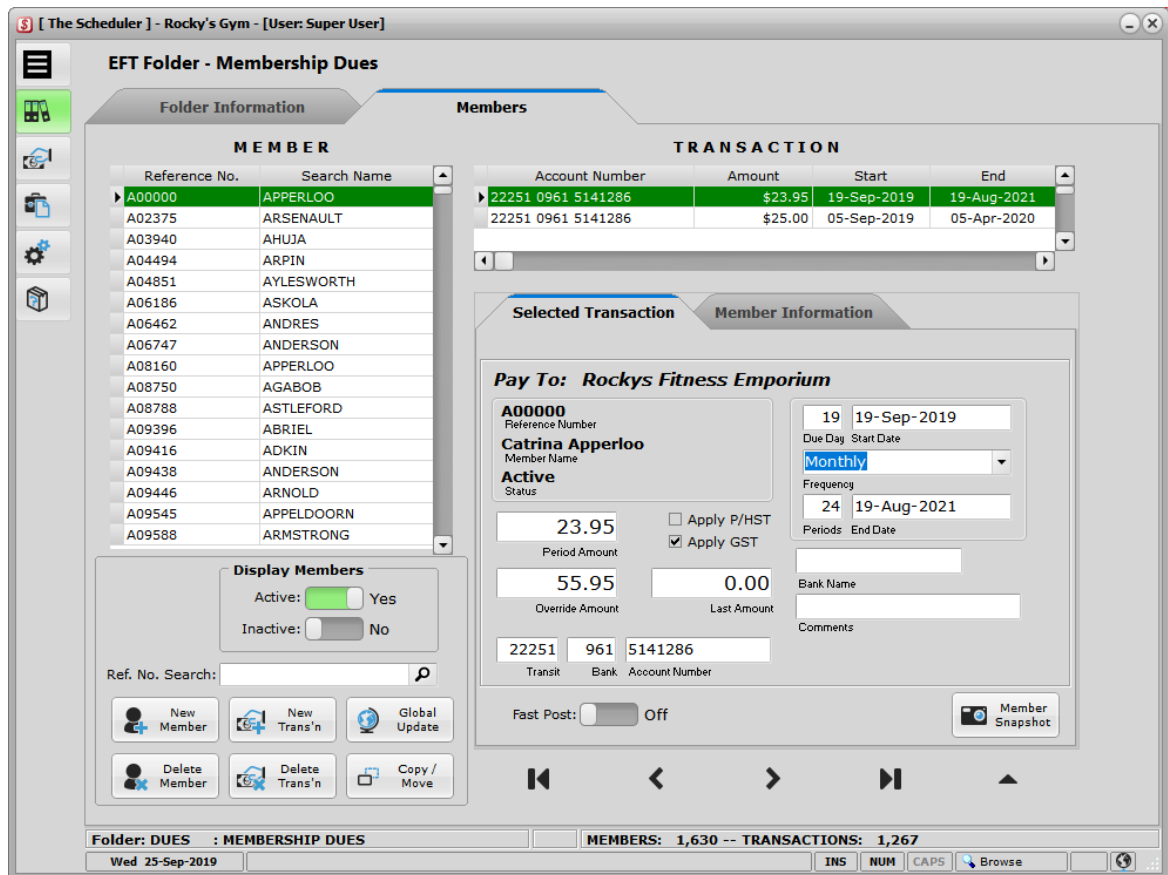 [ The Scheduler ] - Rocky's Gym - [User: Super User]
EFT Folder - Membership Dues
Folder Information
Members
MEMBER
Reference No. Search Name
A00000 APPERLOO
A02375 ARSENAULT
A03940 AHUJA
A04494 ARPIN
A04851 AYLESWORTH
A06186 ASKOLA
A06462 ANDRES
A06747 ANDERSON
A08160 APPERLOO
A08750 AGABOB
A08788 ASTLEFORD
A09396 ABRIEL
A09416 ADKIN
A09438 ANDERSON
A09446 ARNOLD
A09545 APPELDOORN
A09588 ARMSTRONG
Display Members
Active: Yes
Inactive: No
Ref. No. Search:
New Member
New Trans'n
Global Update
Delete Member
Delete Trans'n
Copy / Move
TRANSACTION
Account Number Amount Start End
22251 0961 5141286 $23.95 19-Sep-2019 19-Aug-2021
22251 0961 5141286 $25.00 05-Sep-2019 05-Apr-2020
Selected Transaction
Member Information
Pay To: Rockys Fitness Emporium
A00000
Reference Number
Catrina Apperloo
Member Name
Active
Status
19 19-Sep-2019
Due Day Start Date
Monthly
Frequency
24 19-Aug-2021
Periods End Date
23.95
Period Amount
Apply P/HST
Apply GST
55.95 0.00
Override Amount Last Amount
Bank Name
Comments
22251 961 5141286
Transit Bank Account Number
Fast Post: Off
Member Snapshot
Folder: DUES : MEMBERSHIP DUES
MEMBERS: 1,630 -- TRANSACTIONS: 1,267
Wed 25-Sep-2019
INS NUM CAPS Browse